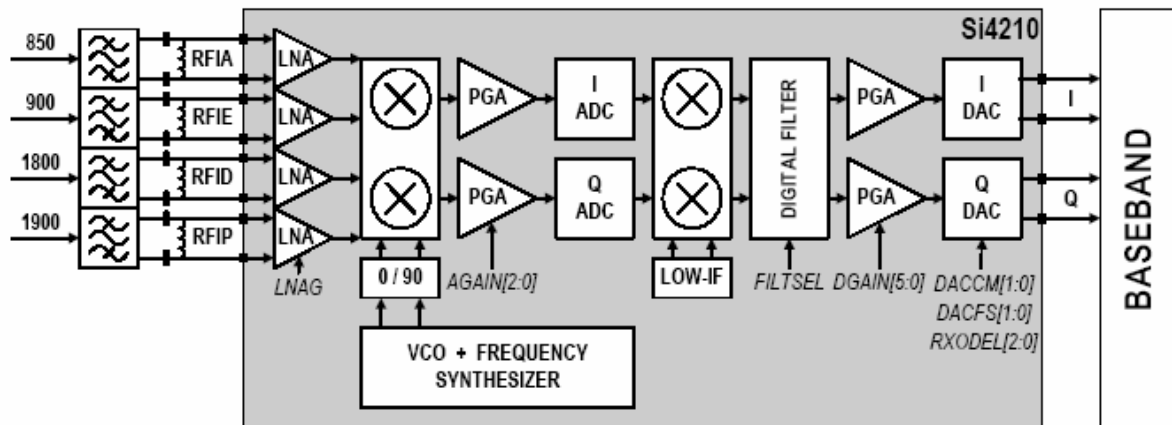 Si4210
850
RFIA
LNA
900
RFIE
LNA
1800
RFID
LNA
1900
RFIP
LNA
LNAG
0 / 90
VCO + FREQUENCY
SYNTHESIZER
PGA
PGA
AGAIN[2:0]
I
ADC
Q
ADC
LOW-IF
DIGITAL FILTER
FILTSEL
PGA
PGA
DGAIN[5:0]
I
DAC
Q
DAC
DACCM[1:0]
DACFS[1:0]
RXODEL[2:0]
I
Q
BASEBAND